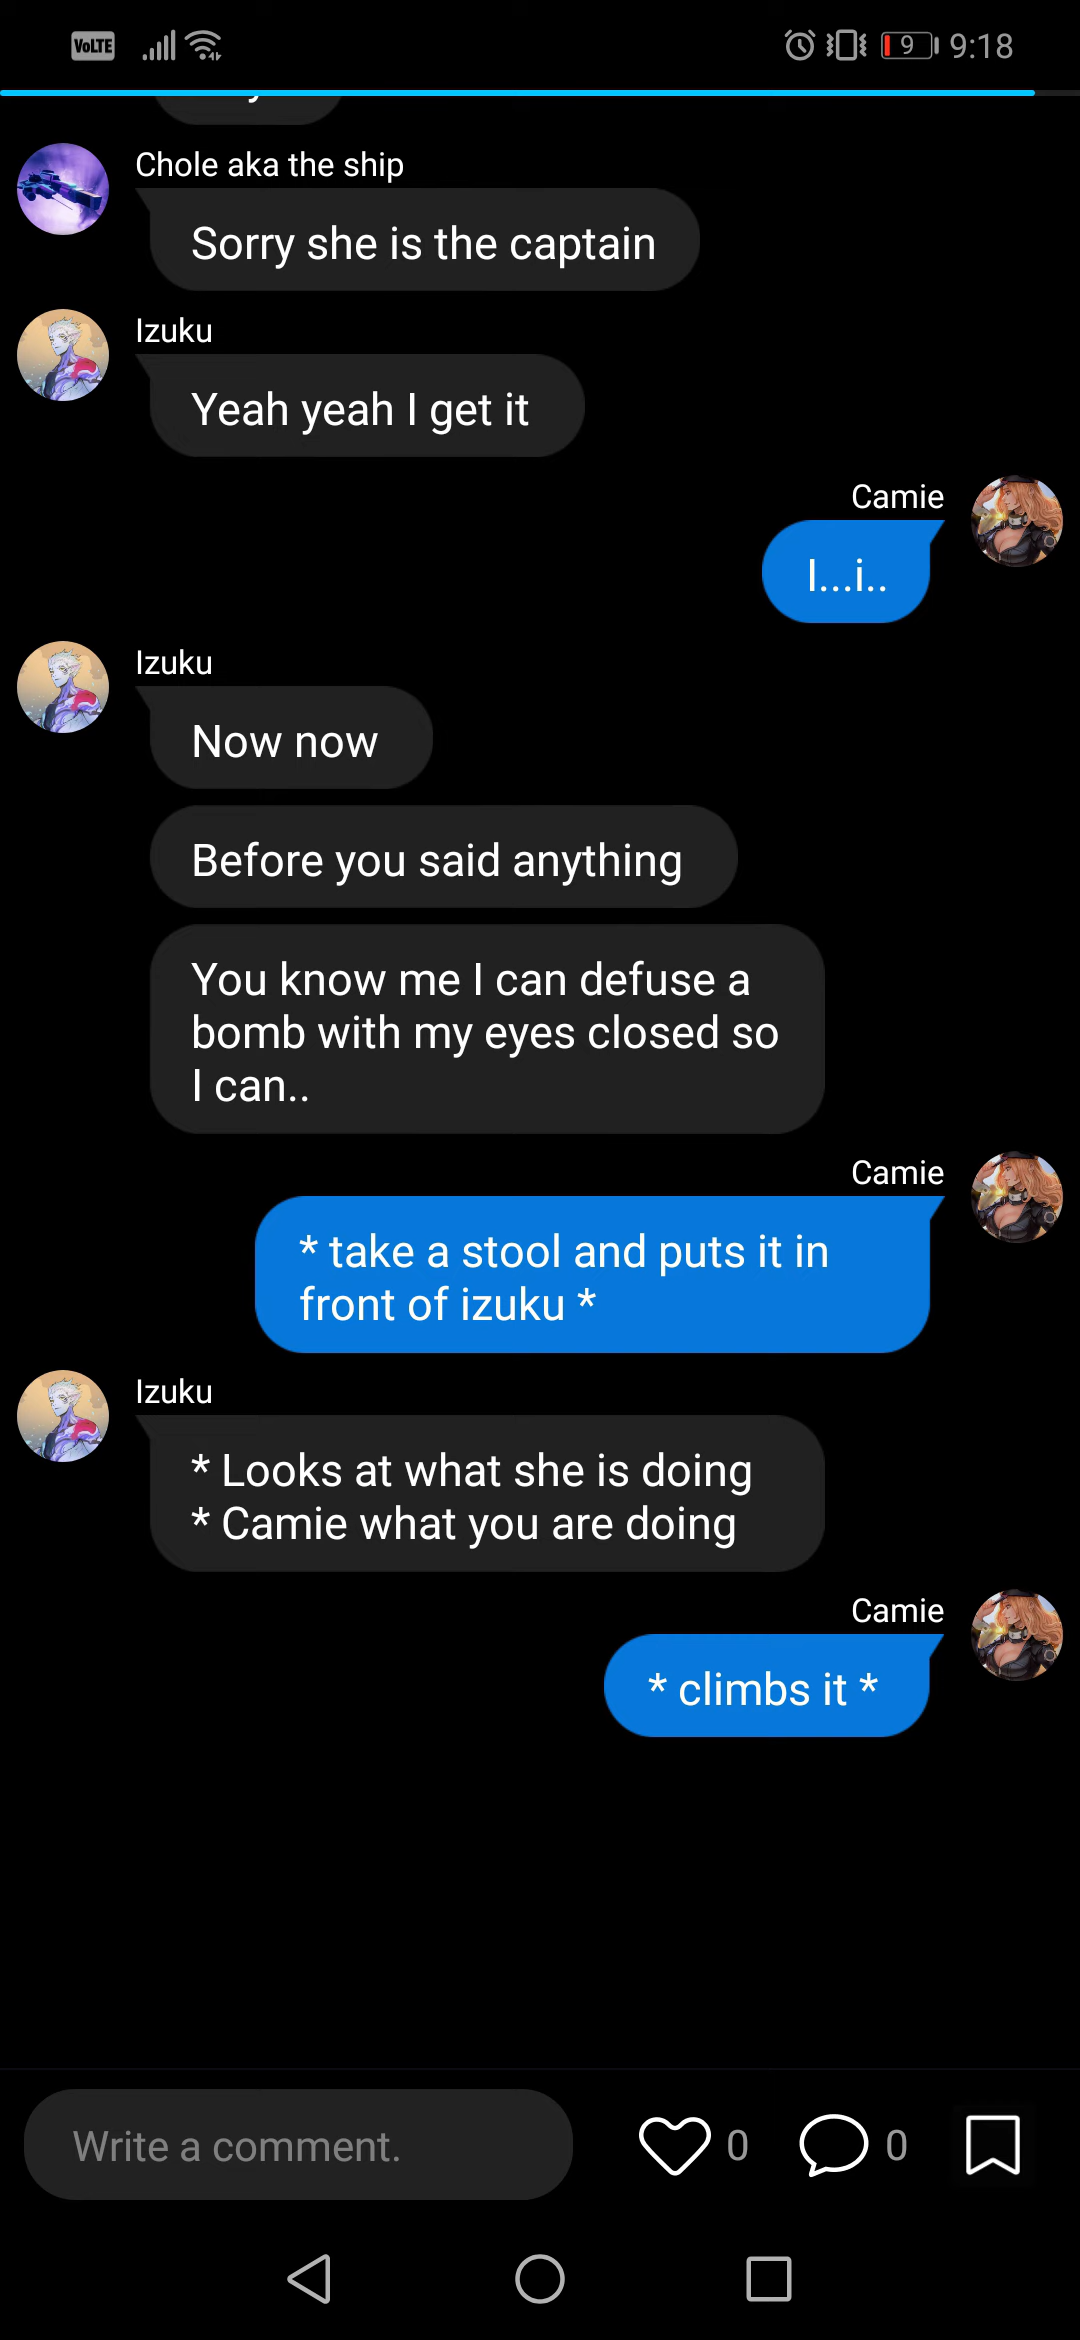 VoLTE 9 9:18
Chole aka the ship
Sorry she is the captain
Izuku
Yeah yeah I get it
Camie
I...i..
Izuku
Now now
Before you said anything
You know me I can defuse a
bomb with my eyes closed so
I can..
Camie
* take a stool and puts it in
front of izuku *
Izuku
* Looks at what she is doing
* Camie what you are doing
Camie
* climbs it *
Write a comment. 0 0